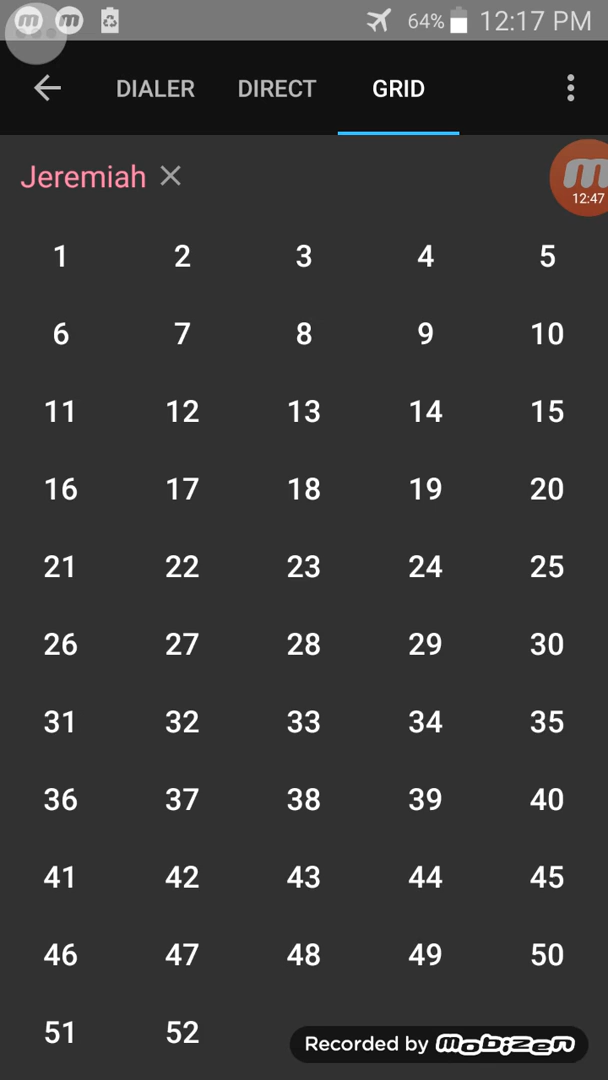 64% 12:17 PM
DIALER DIRECT GRID
Jeremiah
12:47
1 2 3 4 5
6 7 8 9 10
11 12 13 14 15
16 17 18 19 20
21 22 23 24 25
26 27 28 29 30
31 32 33 34 35
36 37 38 39 40
41 42 43 44 45
46 47 48 49 50
51 52
Recorded by mobizen